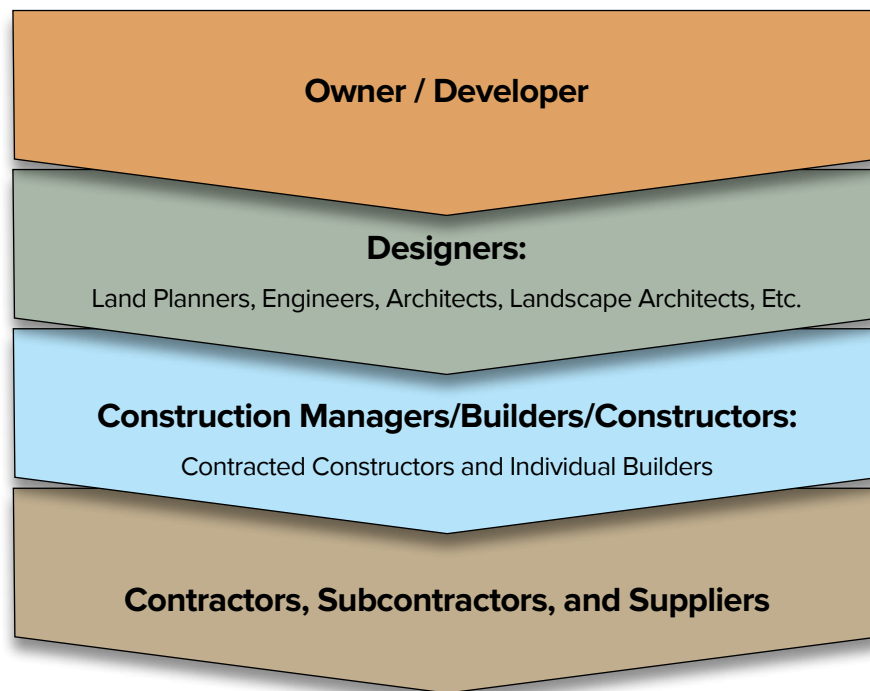 Owner / Developer
Designers:
Land Planners, Engineers, Architects, Landscape Architects, Etc.
Construction Managers/Builders/Constructors:
Contracted Constructors and Individual Builders
Contractors, Subcontractors, and Suppliers